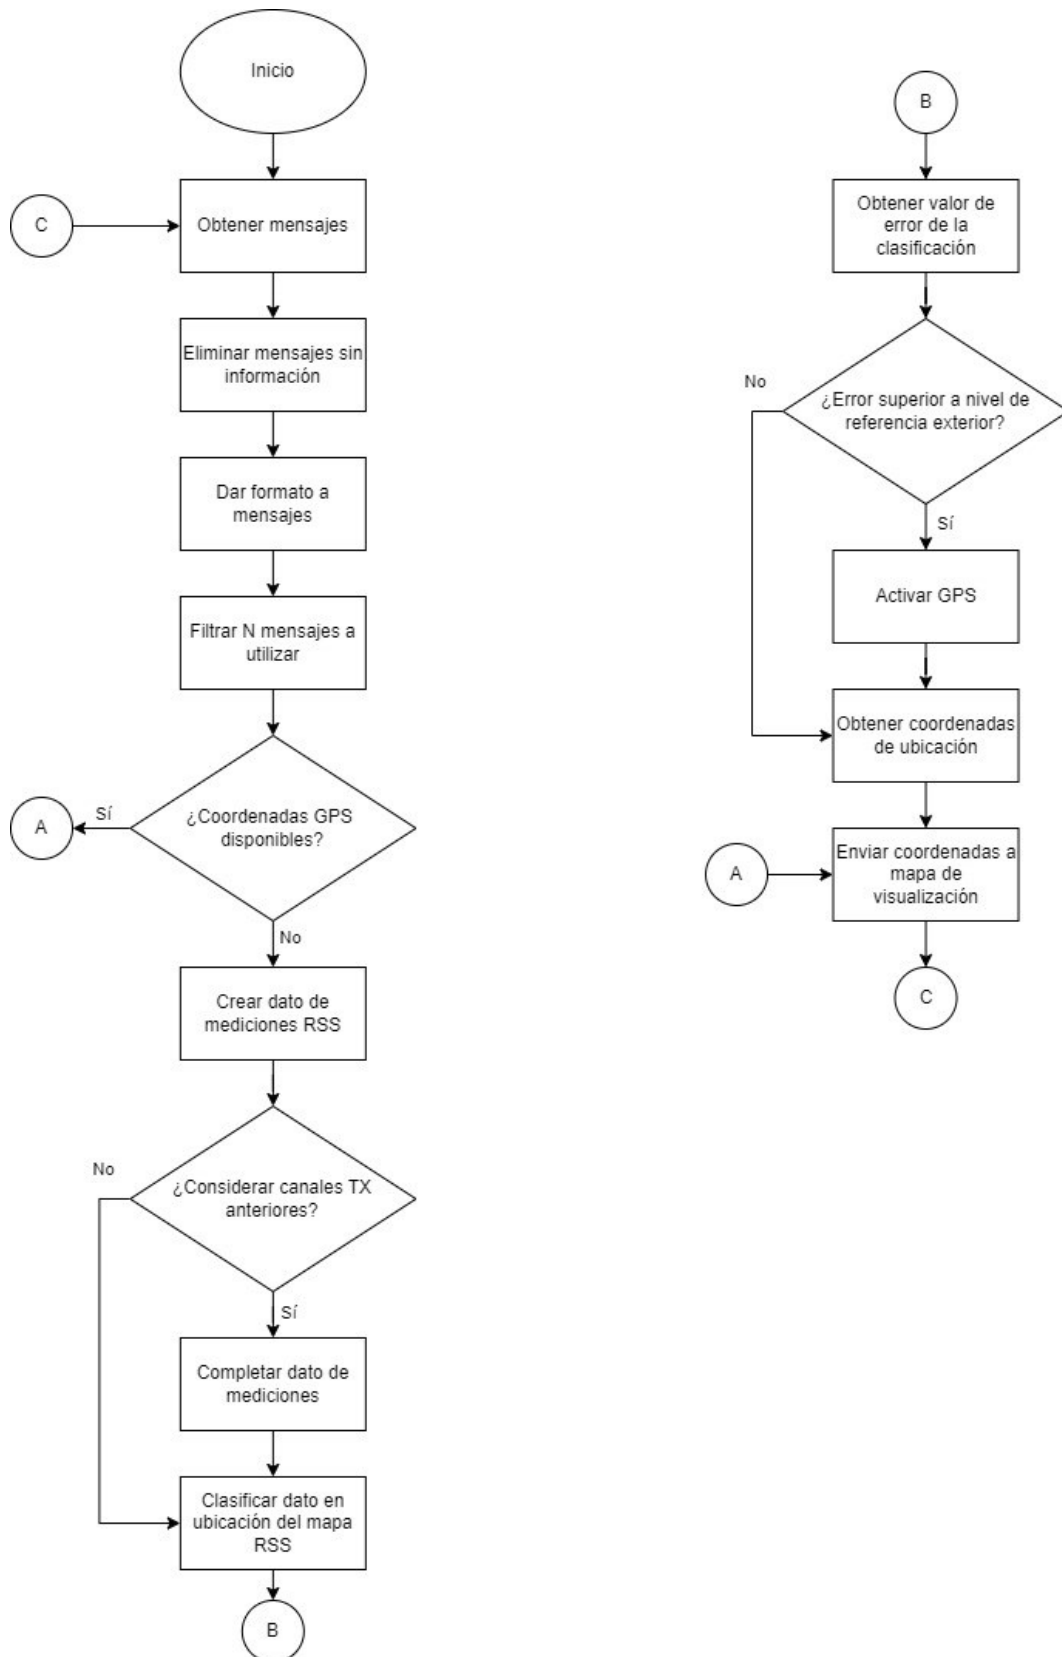 Inicio
C
Obtener mensajes
Eliminar mensajes sin
información
Dar formato a
mensajes
Filtrar N mensajes a
utilizar
¿Coordenadas GPS
disponibles?
Sí
A
No
Crear dato de
mediciones RSS
¿Considerar canales TX
anteriores?
No
Sí
Completar dato de
mediciones
Clasificar dato en
ubicación del mapa
RSS
B
B
Obtener valor de
error de la
clasificación
¿Error superior a nivel de
referencia exterior?
No
Sí
Activar GPS
Obtener coordenadas
de ubicación
A
Enviar coordenadas a
mapa de
visualización
C